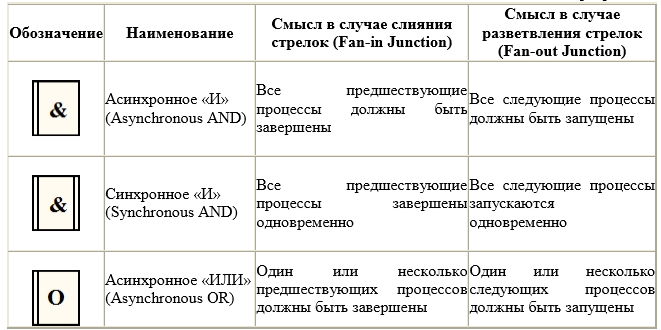 Обозначение
Наименование
Смысл в случае слияния
стрелок (Fan-in Junction)
Смысл в случае
разветвления стрелок
(Fan-out Junction)
&
Асинхронное «И»
(Asynchronous AND)
Все предшествующие
процессы должны быть
завершены
Все следующие процессы
должны быть запущены
&
Синхронное «И»
(Synchronous AND)
Все предшествующие
процессы завершены
одновременно
Все следующие процессы
запускаются
одновременно
O
Асинхронное «ИЛИ»
(Asynchronous OR)
Один или несколько
предшествующих процессов
должны быть завершены
Один или несколько
следующих процессов
должны быть запущены